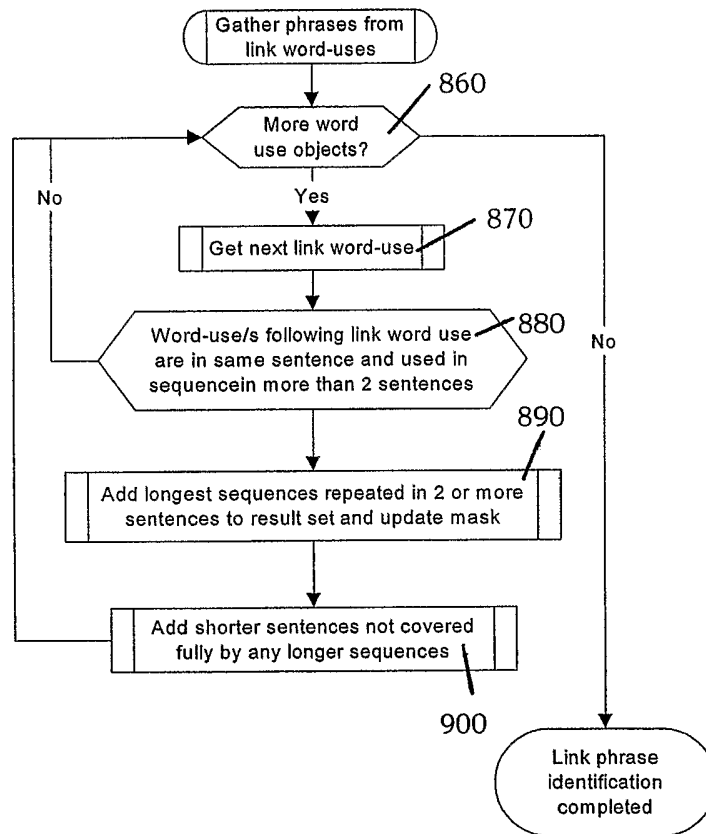 Gather phrases from
link word-uses
860
More word
use objects?
No
Yes
870
Get next link word-use
880
Word-use/s following link word use
are in same sentence and used in
sequencein more than 2 sentences
No
890
Add longest sequences repeated in 2 or more
sentences to result set and update mask
Add shorter sentences not covered
fully by any longer sequences
900
Link phrase
identification
completed